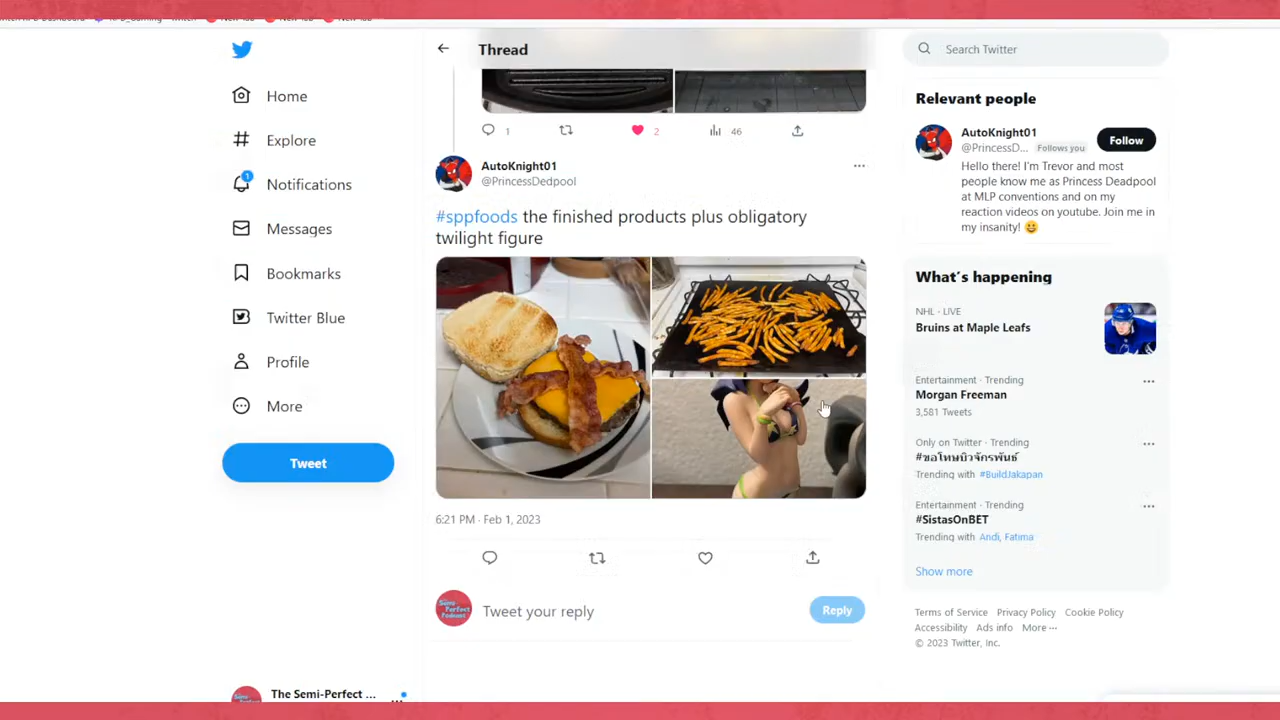 Thread
Search Twitter
Home
Explore
1
Notifications
Messages
Bookmarks
Twitter Blue
Profile
More
Tweet
The Semi-Perfect ...
1
2
46
AutoKnight01
@PrincessDedpool
#sppfoods the finished products plus obligatory
twilight figure
6:21 PM · Feb 1, 2023
Semi-Perfect
Podcast
Tweet your reply
Reply
Relevant people
AutoKnight01
@PrincessD... Follows you
Follow
Hello there! I'm Trevor and most
people know me as Princess Deadpool
at MLP conventions and on my
reaction videos on youtube. Join me in
my insanity! 😀
What's happening
NHL · LIVE
Bruins at Maple Leafs
Entertainment · Trending
Morgan Freeman
3,581 Tweets
Only on Twitter · Trending
#ขอโทษบิวจักรพันธ์
Trending with #BuildJakapan
Entertainment · Trending
#SistasOnBET
Trending with Andi, Fatima
Show more
Terms of Service Privacy Policy Cookie Policy
Accessibility Ads info More ···
© 2023 Twitter, Inc.